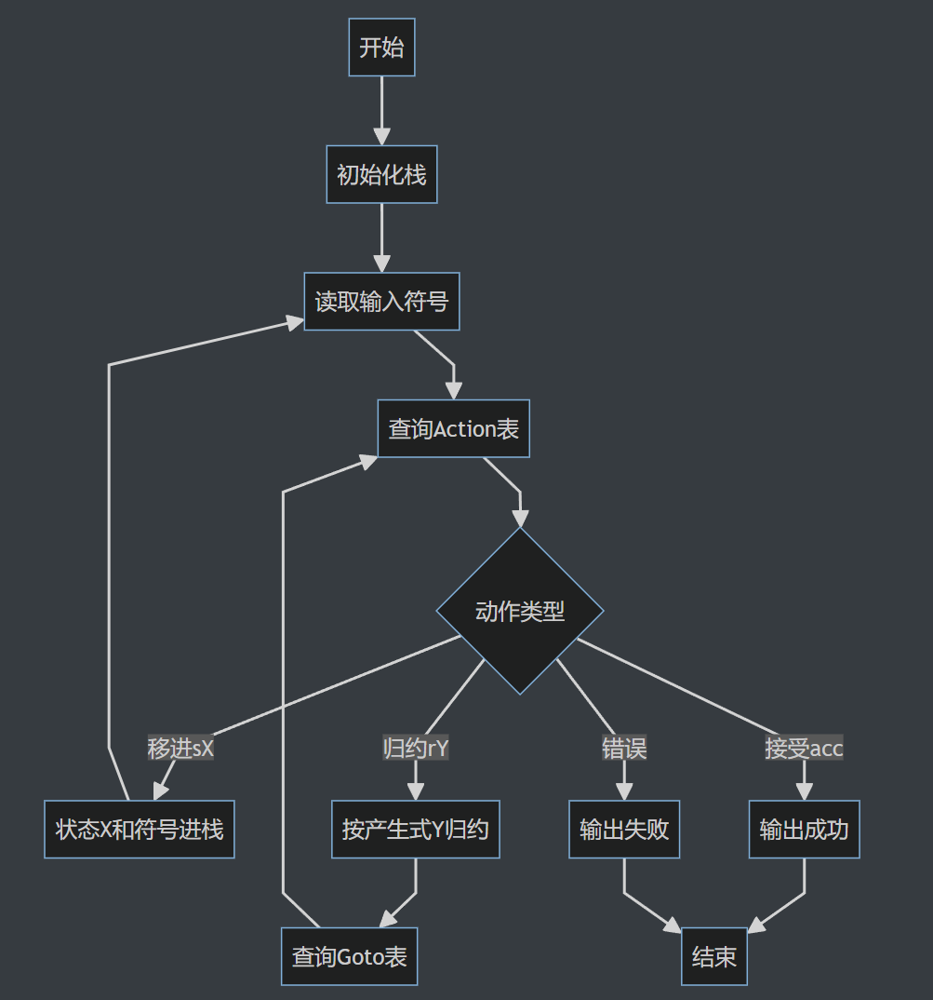 开始
初始化栈
读取输入符号
查询Action表
动作类型
移进sX
归约rY
错误
接受acc
状态X和符号进栈
按产生式Y归约
输出失败
输出成功
查询Goto表
结束